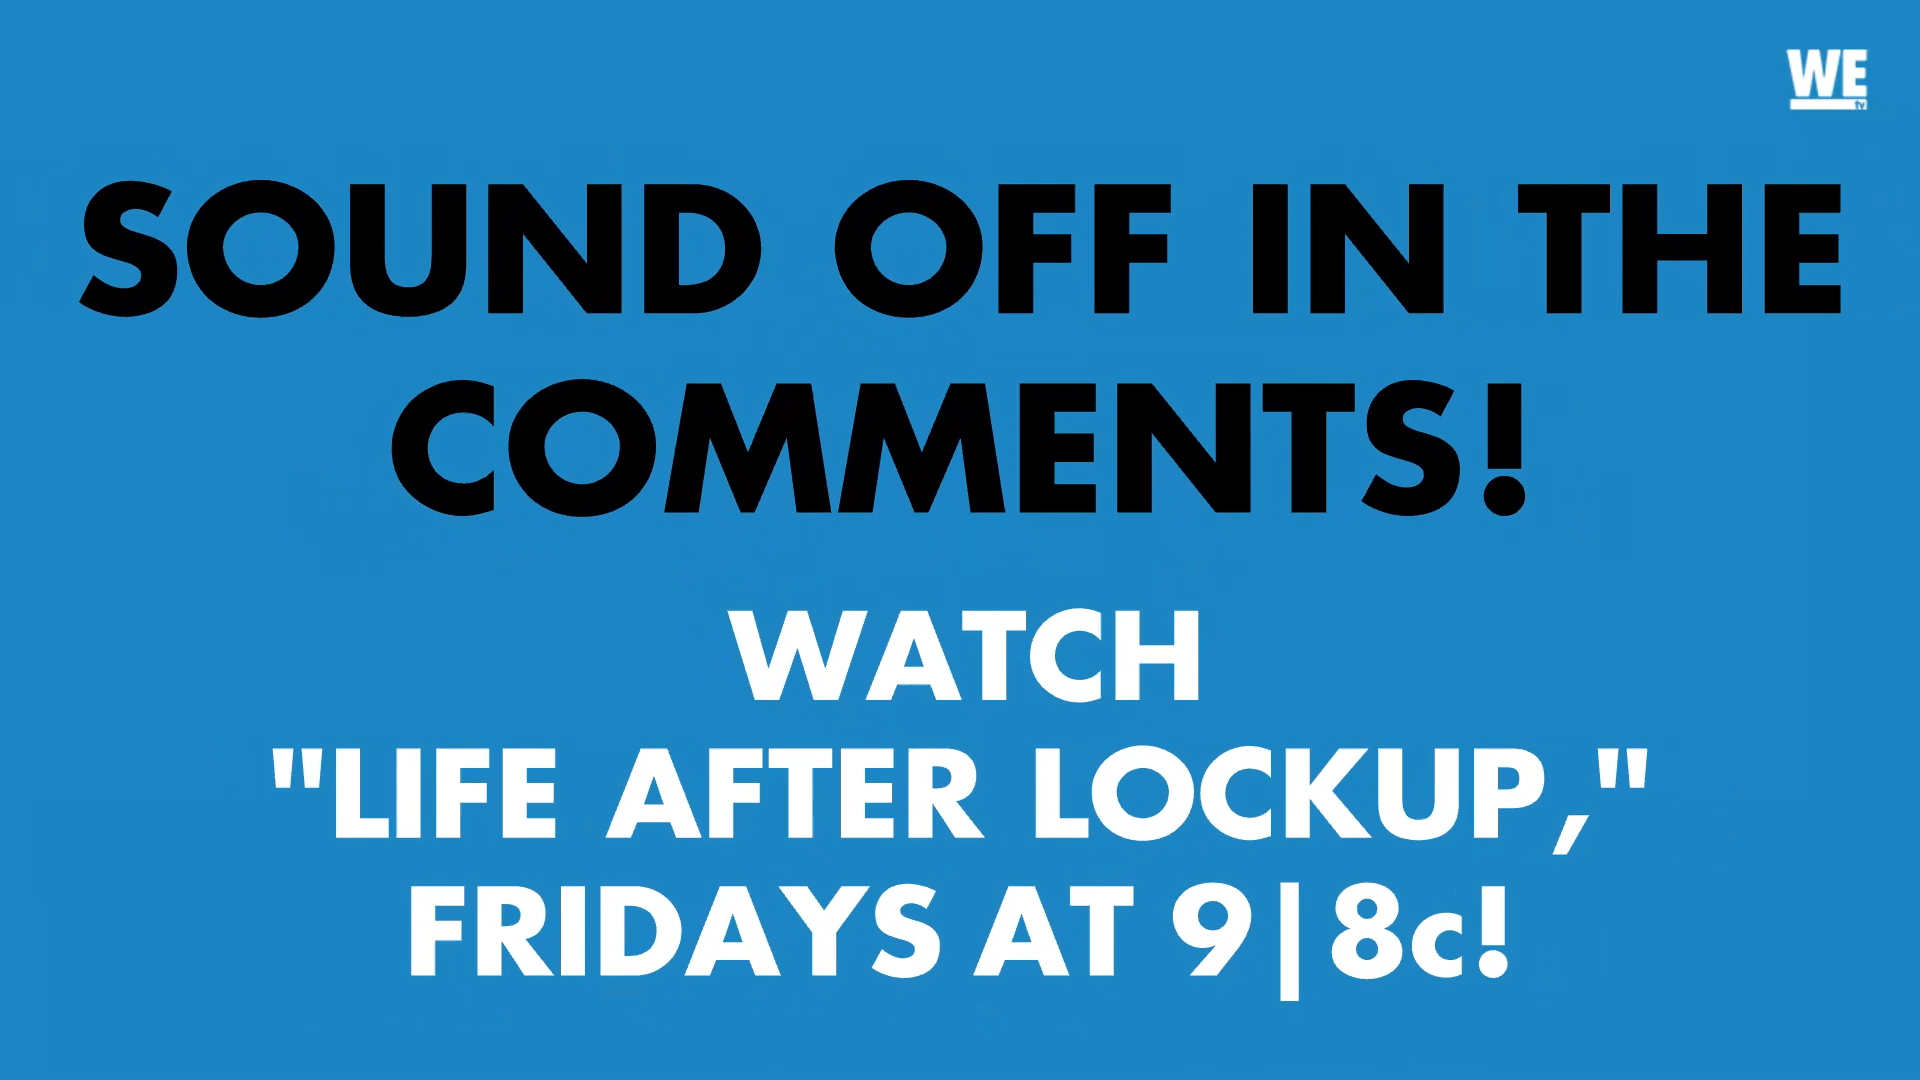 WE
tv
SOUND OFF IN THE
COMMENTS!
WATCH
"LIFE AFTER LOCKUP,"
FRIDAYS AT 9|8c!